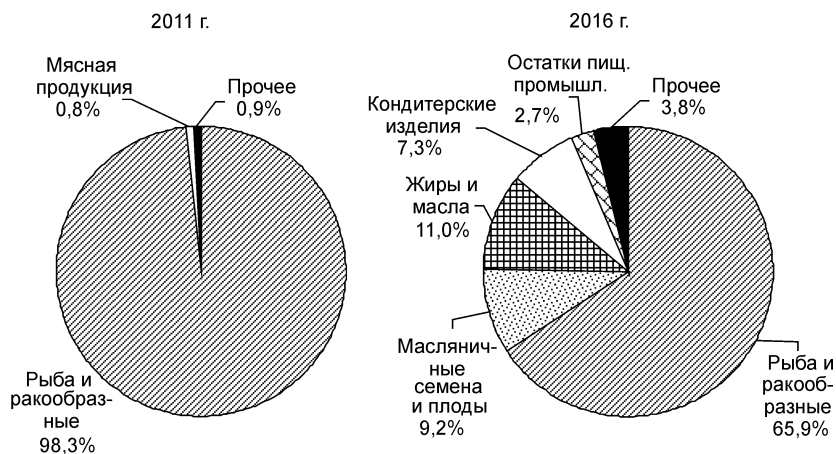 2011 г.
Мясная
продукция
0,8%
Прочее
0,9%
Рыба и
ракообраз-
ные
98,3%
2016 г.
Остатки пищ.
промышл.
2,7%
Прочее
3,8%
Кондитерские
изделия
7,3%
Жиры и
масла
11,0%
Маслянич-
ные
семена
и плоды
9,2%
Рыба и
ракооб-
разные
65,9%